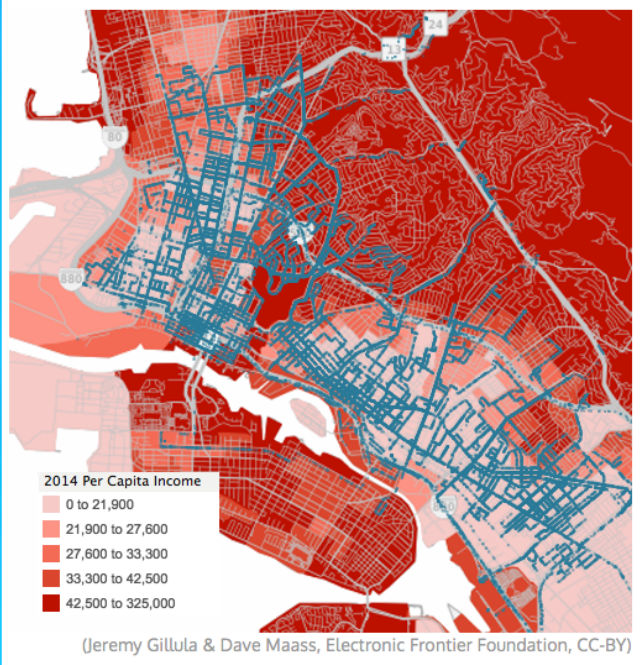 24
13
80
880
2014 Per Capita Income
0 to 21,900
21,900 to 27,600
27,600 to 33,300
33,300 to 42,500
42,500 to 325,000
(Jeremy Gillula & Dave Maass, Electronic Frontier Foundation, CC-BY)